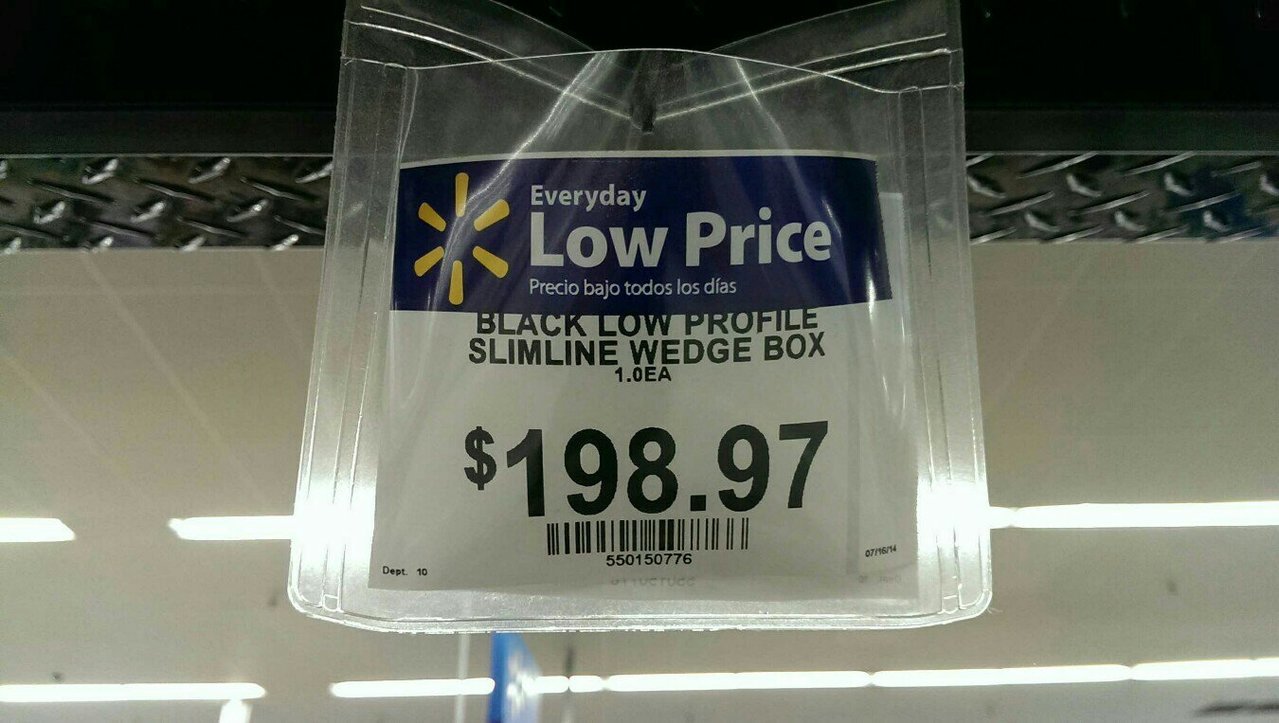 Everyday
Low Price
Precio bajo todos los días
BLACK LOW PROFILE
SLIMLINE WEDGE BOX
1.0EA
$198.97
550150776
Dept. 10
07/16/14